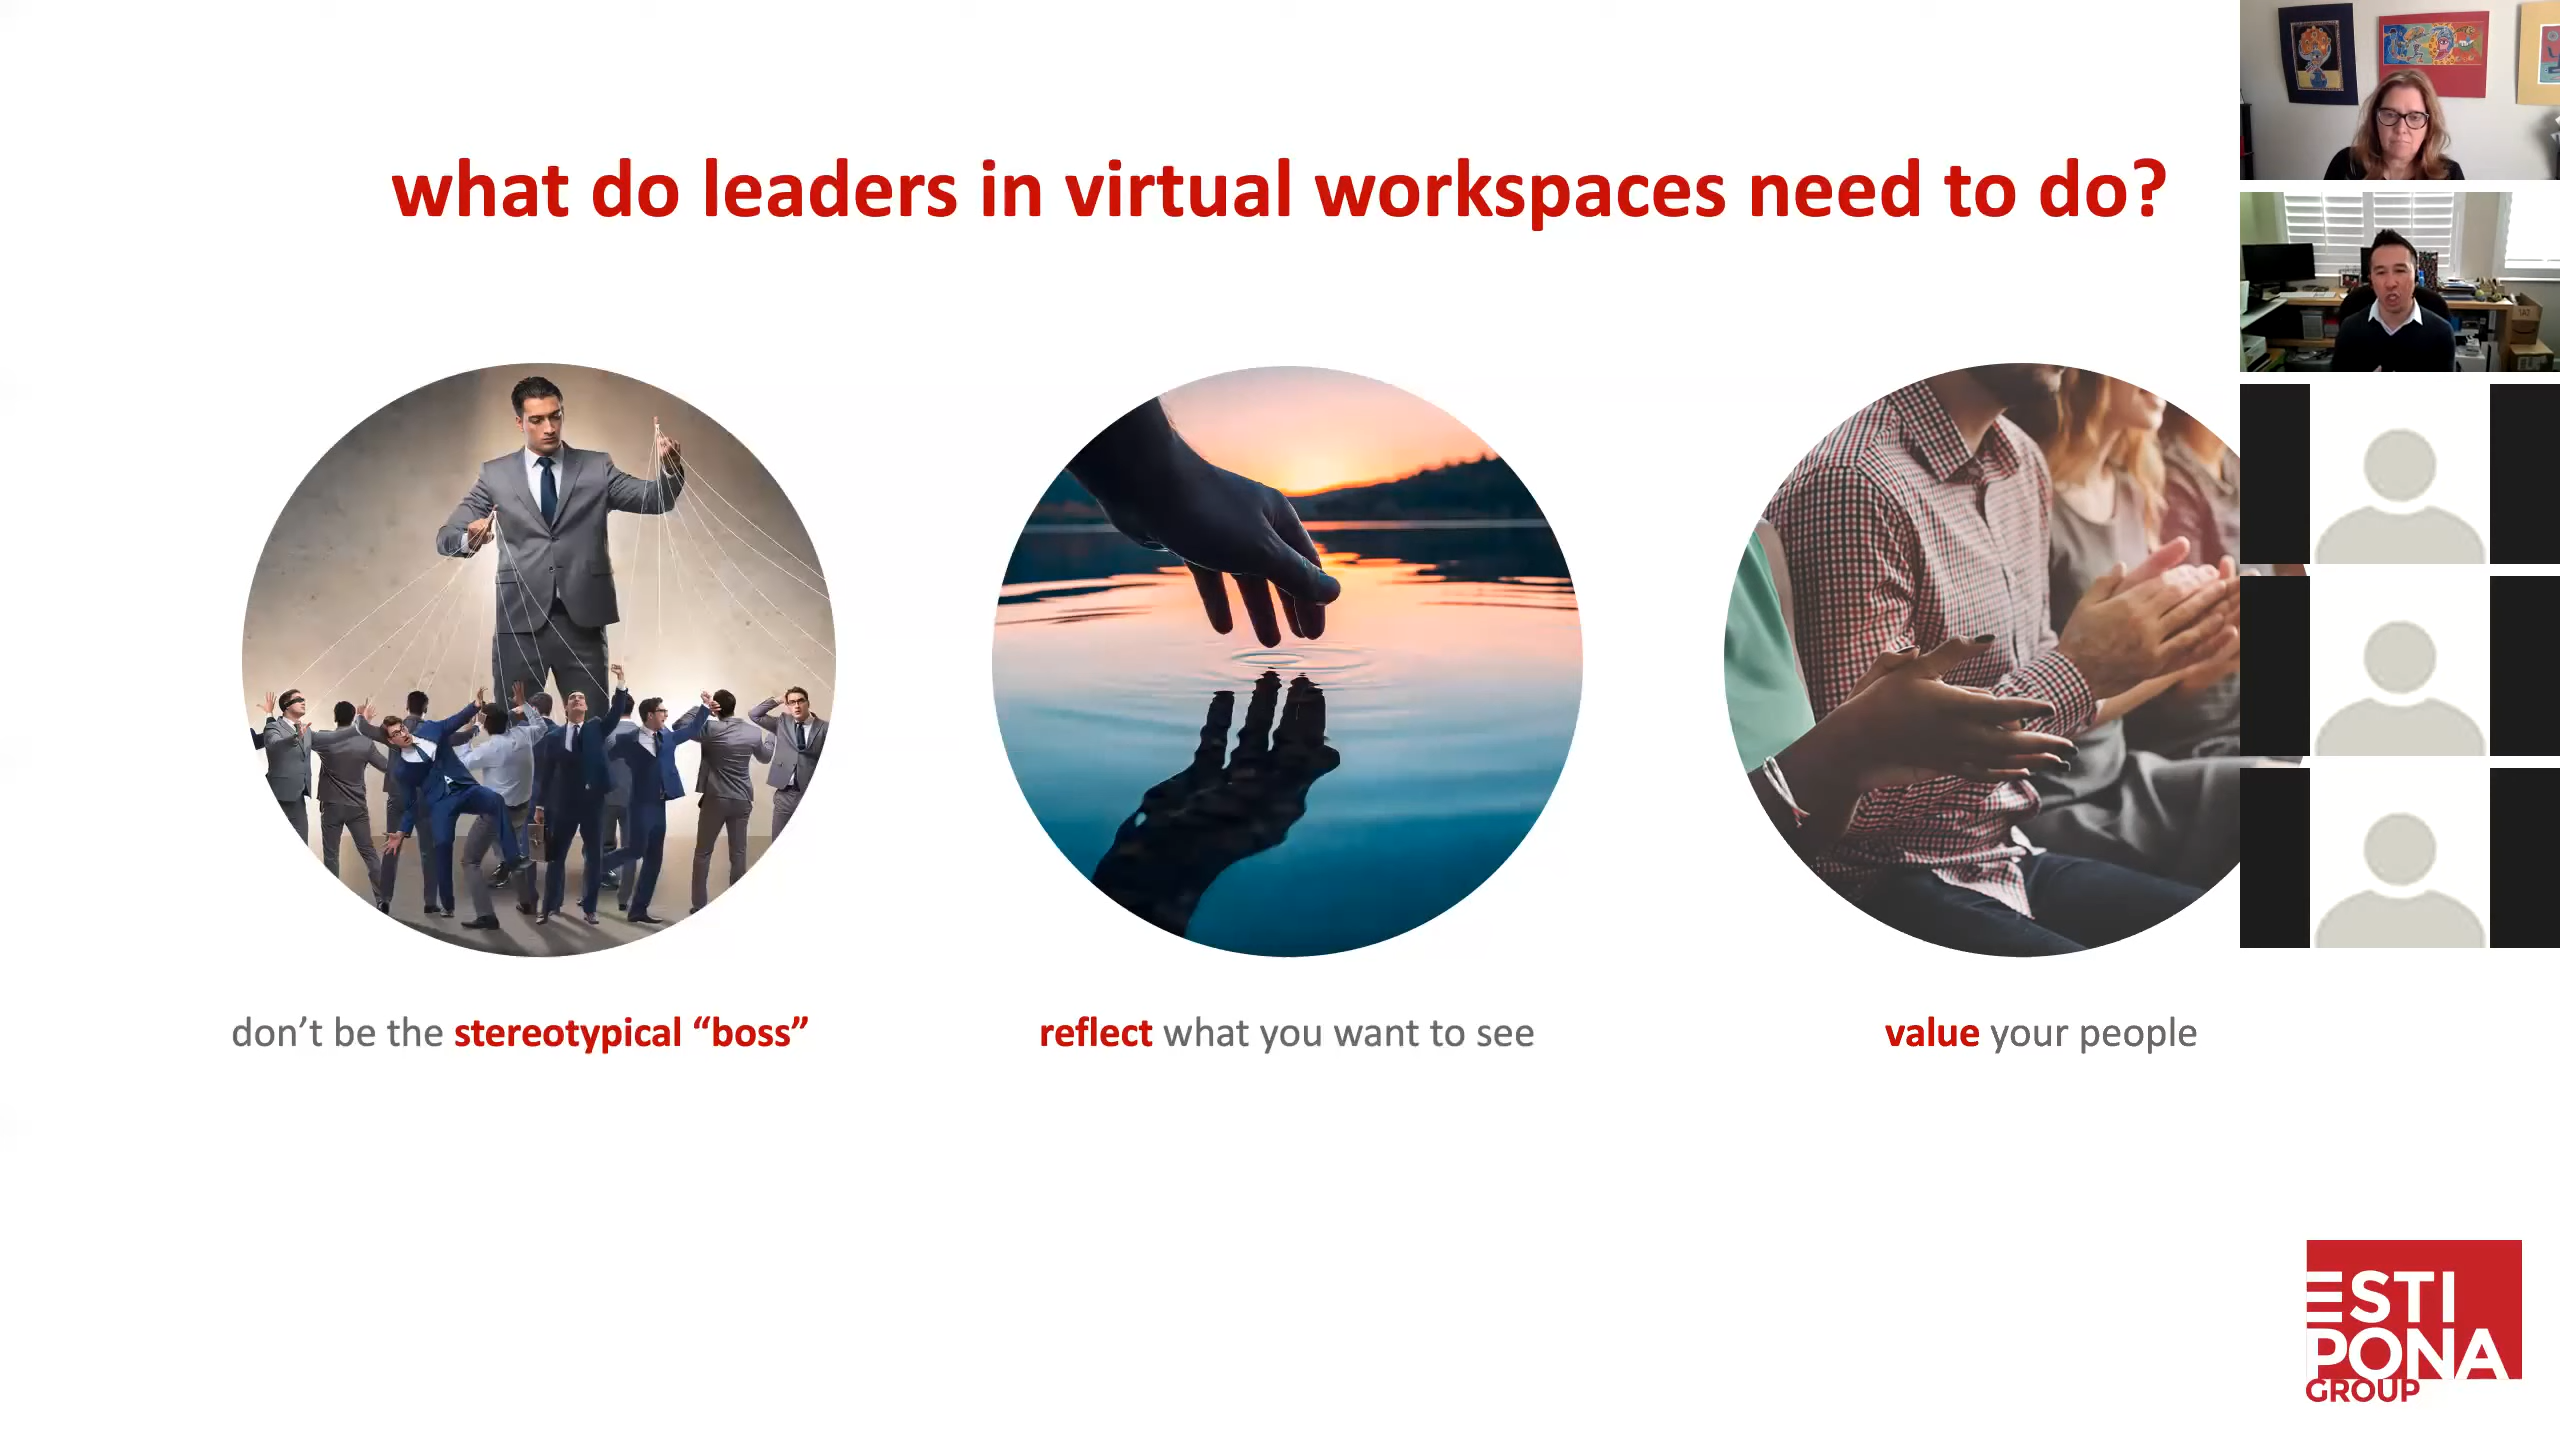 what do leaders in virtual workspaces need to do?
don’t be the stereotypical “boss”
reflect what you want to see
value your people
ESTI
PONA
GROUP